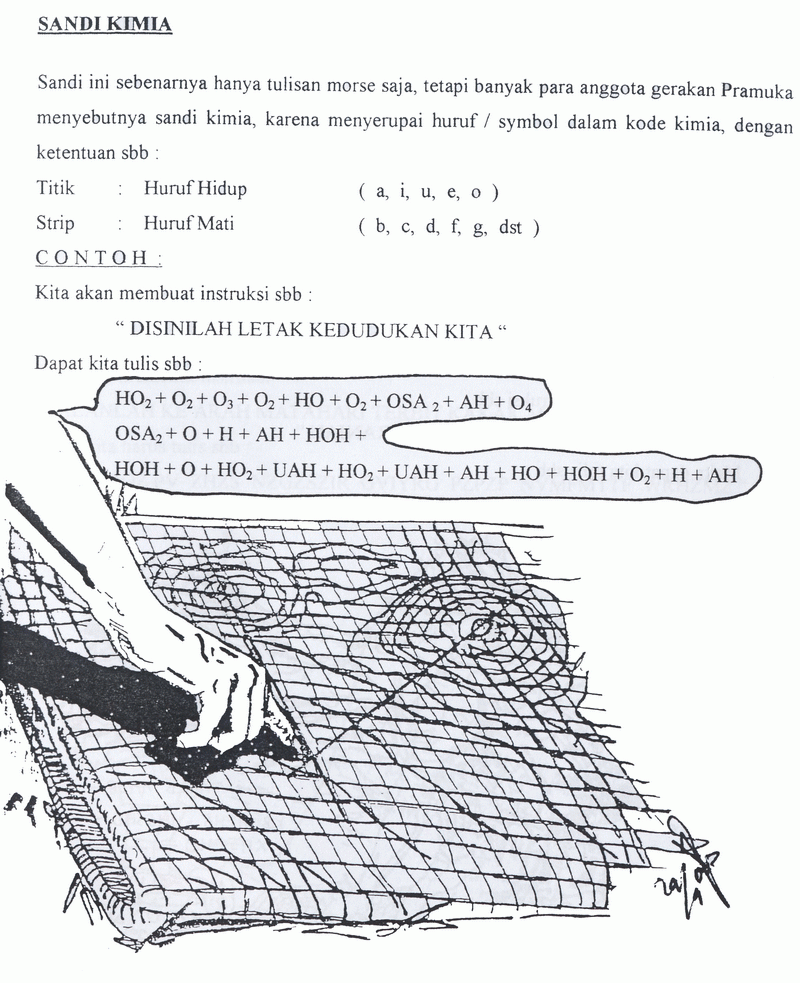 SANDI KIMIA
Sandi ini sebenarnya hanya tulisan morse saja, tetapi banyak para anggota gerakan Pramuka
menyebutnya sandi kimia, karena menyerupai huruf / symbol dalam kode kimia, dengan
ketentuan sbb :
Titik : Huruf Hidup ( a, i, u, e, o )
Strip : Huruf Mati ( b, c, d, f, g, dst )
C O N T O H :
Kita akan membuat instruksi sbb :
“ DISINILAH LETAK KEDUDUKAN KITA “
Dapat kita tulis sbb :
HO₂ + O₂ + O₃ + O₂ + HO + O₂ + OSA ₂ + AH + O₄
OSA₂ + O + H + AH + HOH +
HOH + O + HO₂ + UAH + HO₂ + UAH + AH + HO + HOH + O₂ + H + AH